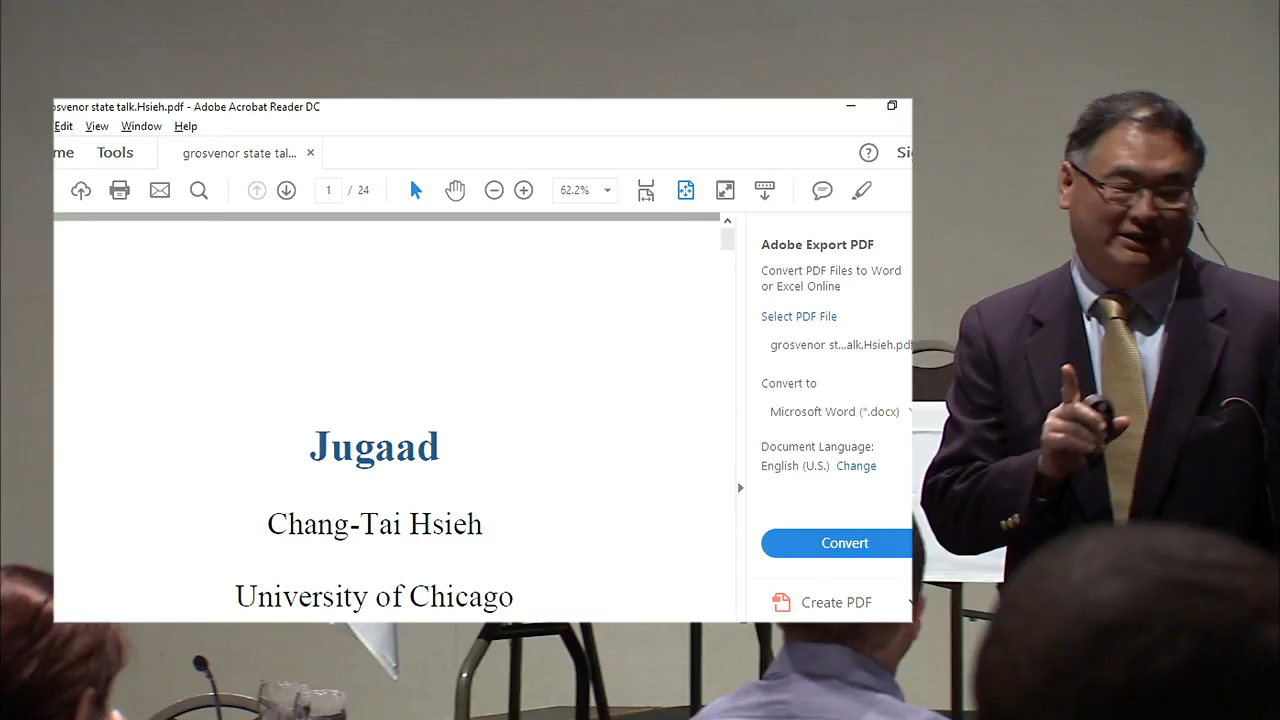 osvenor state talk.Hsieh.pdf - Adobe Acrobat Reader DC
Edit View Window Help
me Tools grosvenor state tal... Si
1 / 24 62.2%
Adobe Export PDF
Convert PDF Files to Word
or Excel Online
Select PDF File
grosvenor st...alk.Hsieh.pdf
Convert to
Microsoft Word (*.docx)
Document Language:
English (U.S.) Change
Convert
Create PDF
Jugaad
Chang-Tai Hsieh
University of Chicago